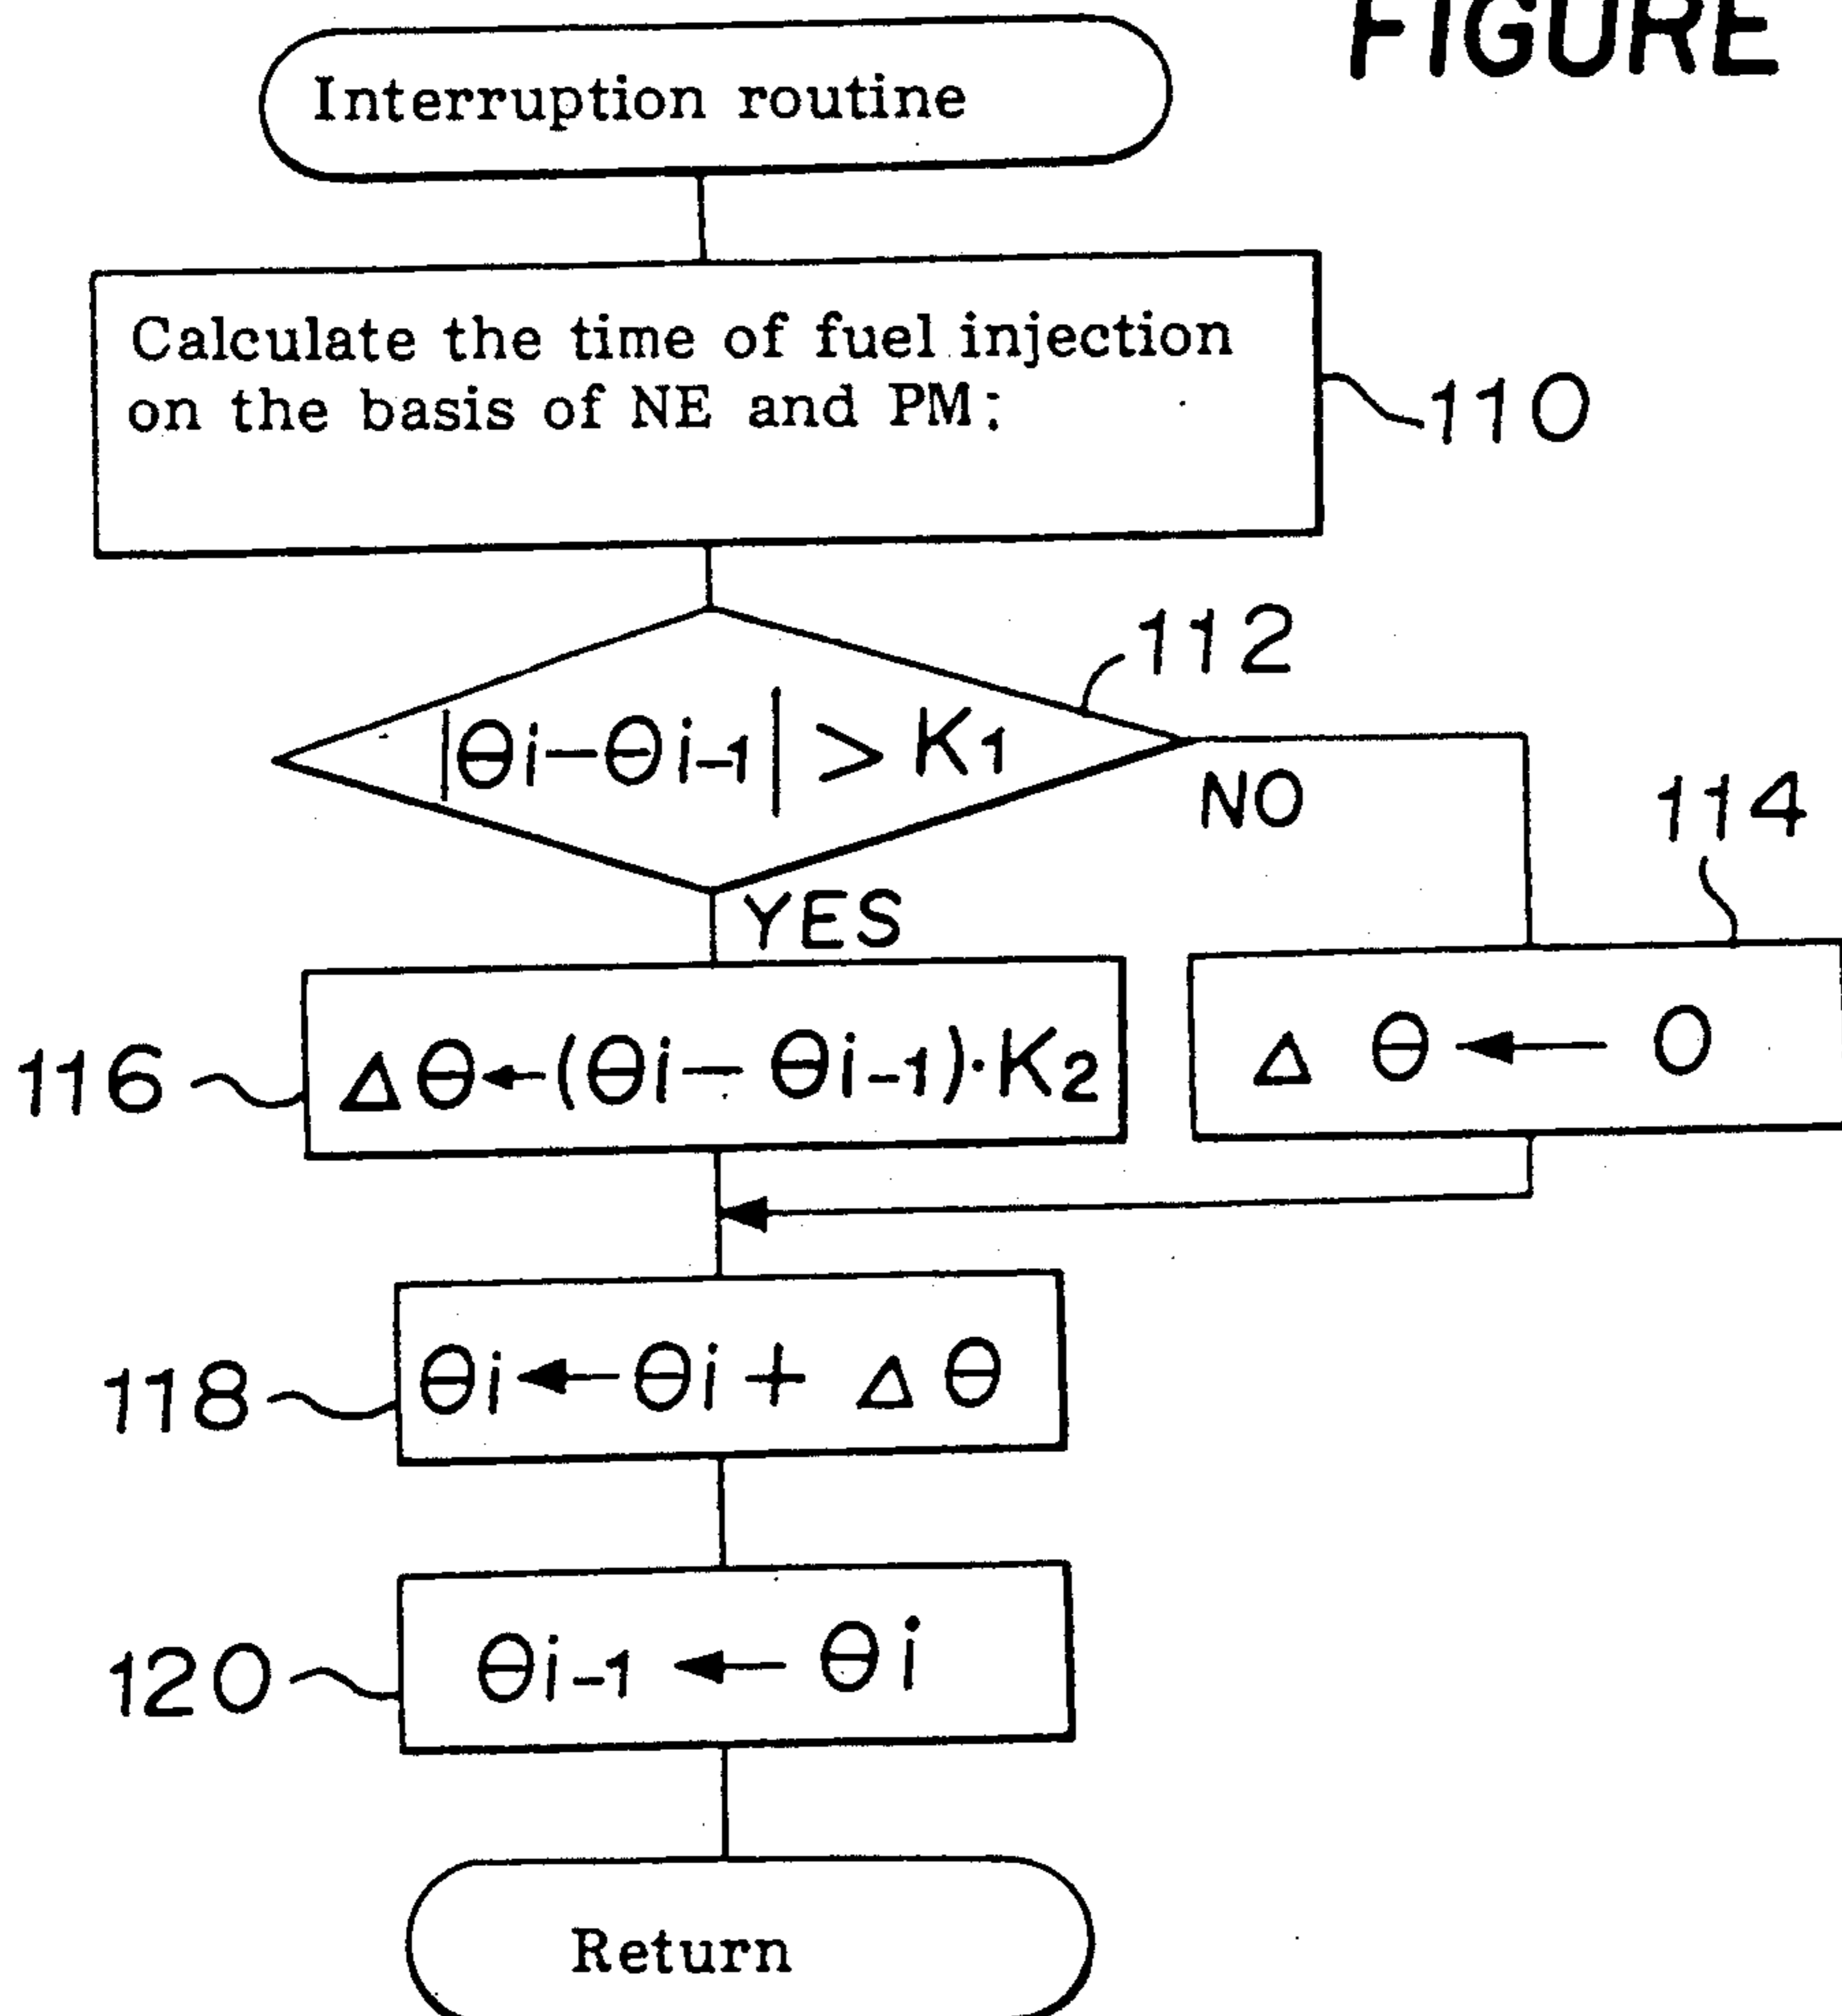 FIGURE
Interruption routine
Calculate the time of fuel injection
on the basis of NE and PM:
110
112
|θi−θi-1| > K1
NO
114
YES
116
Δθ←(θi−θi-1)·K2
Δ θ ← 0
118
θi ← θi + Δθ
120
θi-1 ← θi
Return